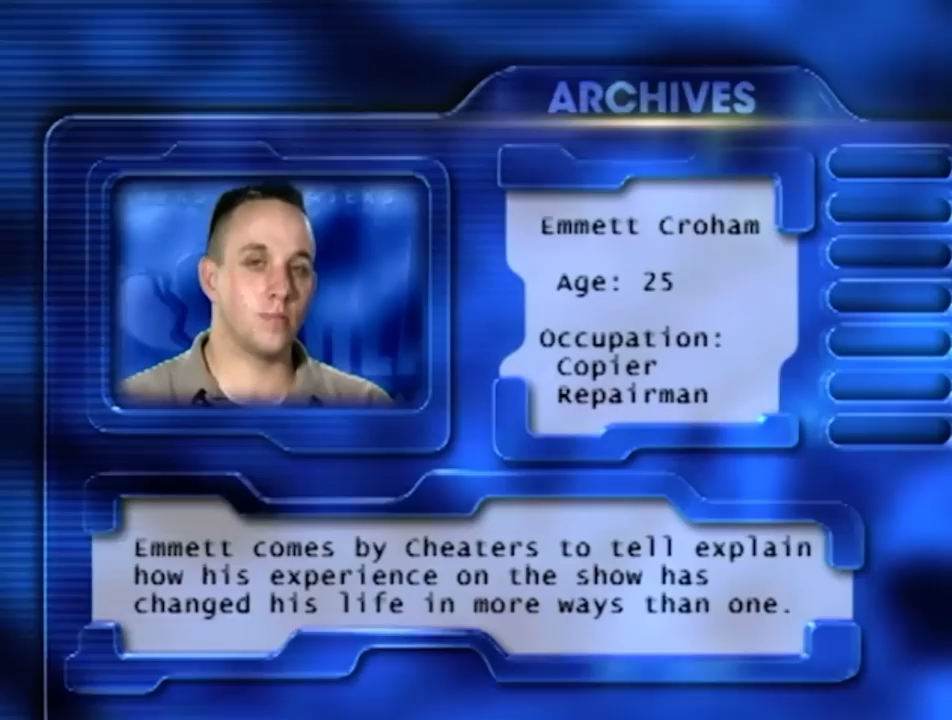 ARCHIVES
Emmett Croham
Age: 25
Occupation:
Copier
Repairman
Emmett comes by Cheaters to tell explain
how his experience on the show has
changed his life in more ways than one.